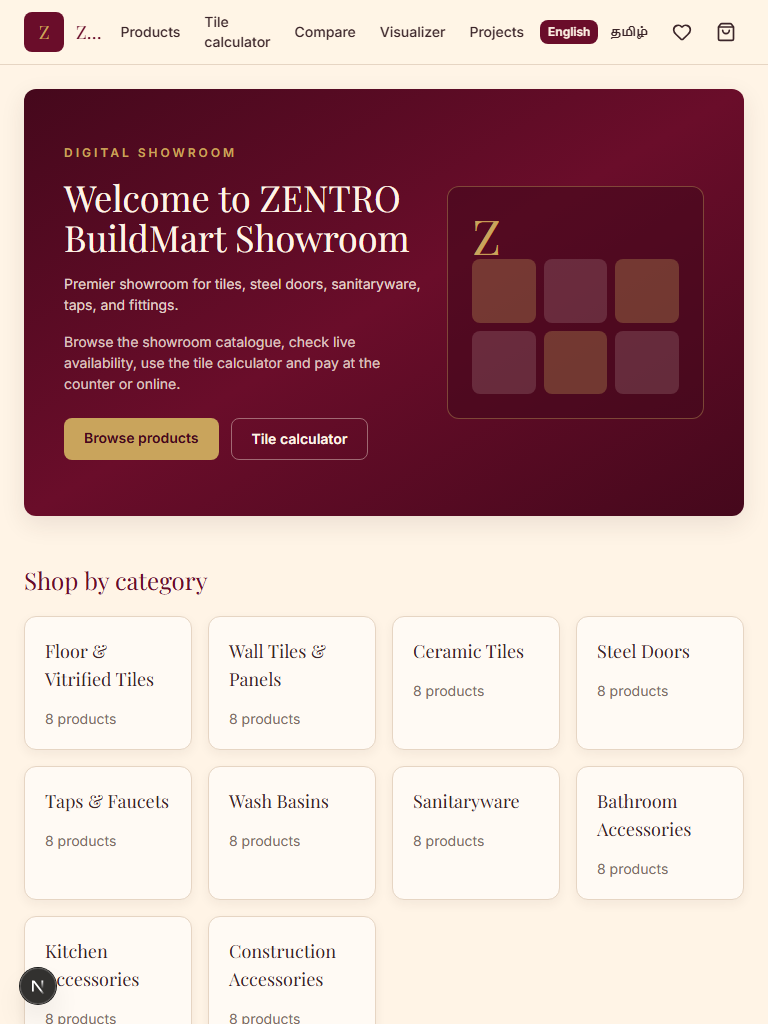 Z
Z...
Products
Tile
calculator
Compare
Visualizer
Projects
English
தமிழ்
DIGITAL SHOWROOM
Welcome to ZENTRO
BuildMart Showroom
Premier showroom for tiles, steel doors, sanitaryware,
taps, and fittings.
Browse the showroom catalogue, check live
availability, use the tile calculator and pay at the
counter or online.
Browse products
Tile calculator
Z
Shop by category
Floor &
Vitrified Tiles
8 products
Wall Tiles &
Panels
8 products
Ceramic Tiles
8 products
Steel Doors
8 products
Taps & Faucets
8 products
Wash Basins
8 products
Sanitaryware
8 products
Bathroom
Accessories
8 products
Kitchen
ccessories
8 products
Construction
Accessories
8 products
N